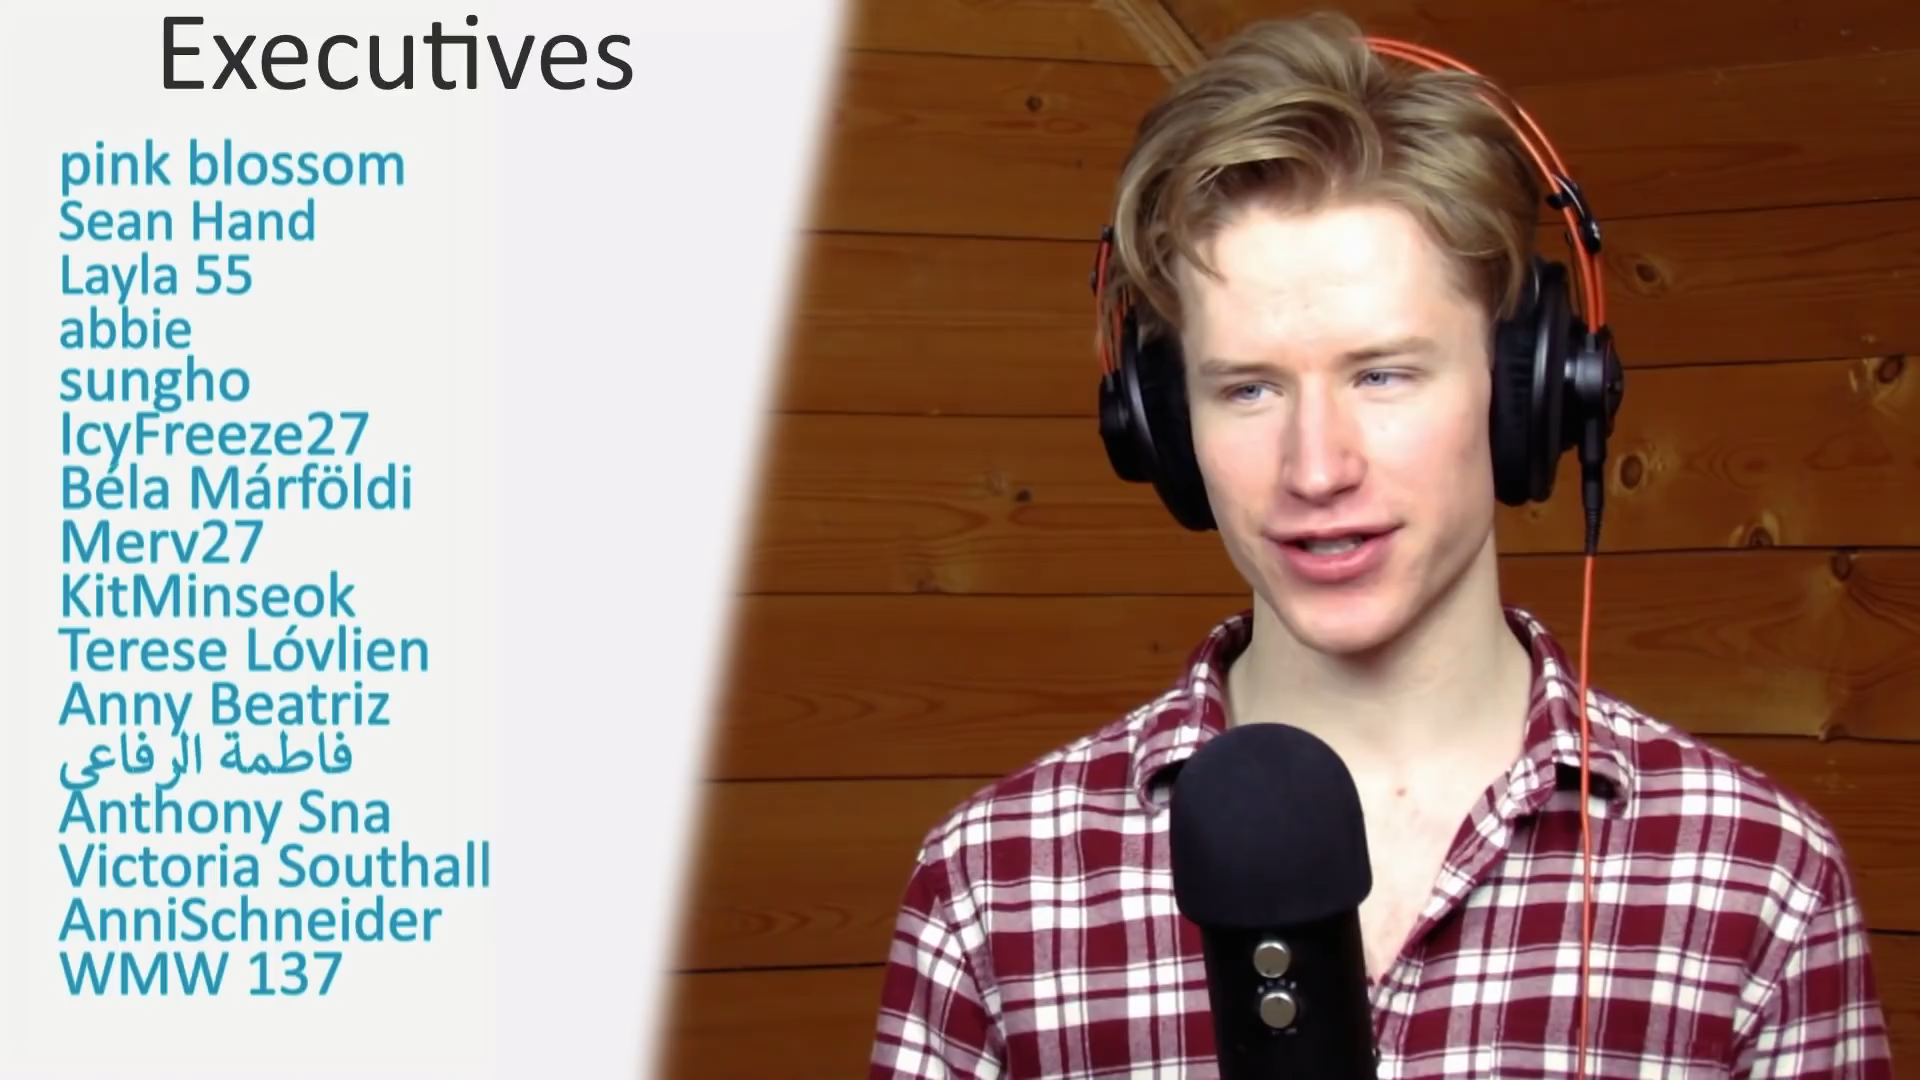 Executives
pink blossom
Sean Hand
Layla 55
abbie
sungho
IcyFreeze27
Béla Márföldi
Merv27
KitMinseok
Terese Lóvlien
Anny Beatriz
فاطمة الرفاعي
Anthony Sna
Victoria Southall
AnniSchneider
WMW 137